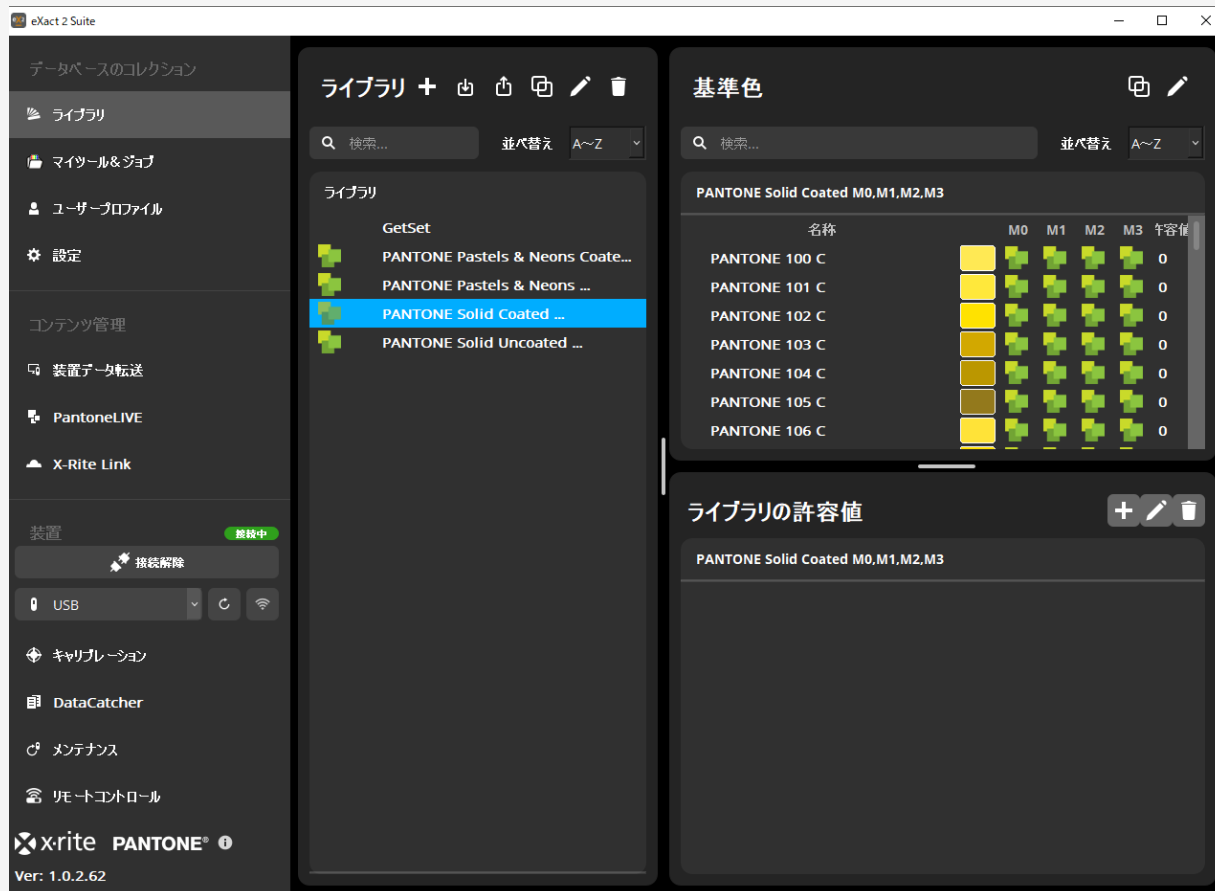 eXact 2 Suite
データベースのコレクション
ライブラリ
マイツール&ジョブ
ユーザープロファイル
設定
コンテンツ管理
装置データ転送
PantoneLIVE
X-Rite Link
装置 接続中
接続解除
USB
キャリブレーション
DataCatcher
メンテナンス
リモートコントロール
x·rite PANTONE®
Ver: 1.0.2.62
ライブラリ
検索... 並べ替え A～Z
ライブラリ
GetSet
PANTONE Pastels & Neons Coate...
PANTONE Pastels & Neons ...
PANTONE Solid Coated ...
PANTONE Solid Uncoated ...
基準色
検索... 並べ替え A～Z
PANTONE Solid Coated M0,M1,M2,M3
名称 M0 M1 M2 M3 許容値
PANTONE 100 C 0
PANTONE 101 C 0
PANTONE 102 C 0
PANTONE 103 C 0
PANTONE 104 C 0
PANTONE 105 C 0
PANTONE 106 C 0
ライブラリの許容値
PANTONE Solid Coated M0,M1,M2,M3